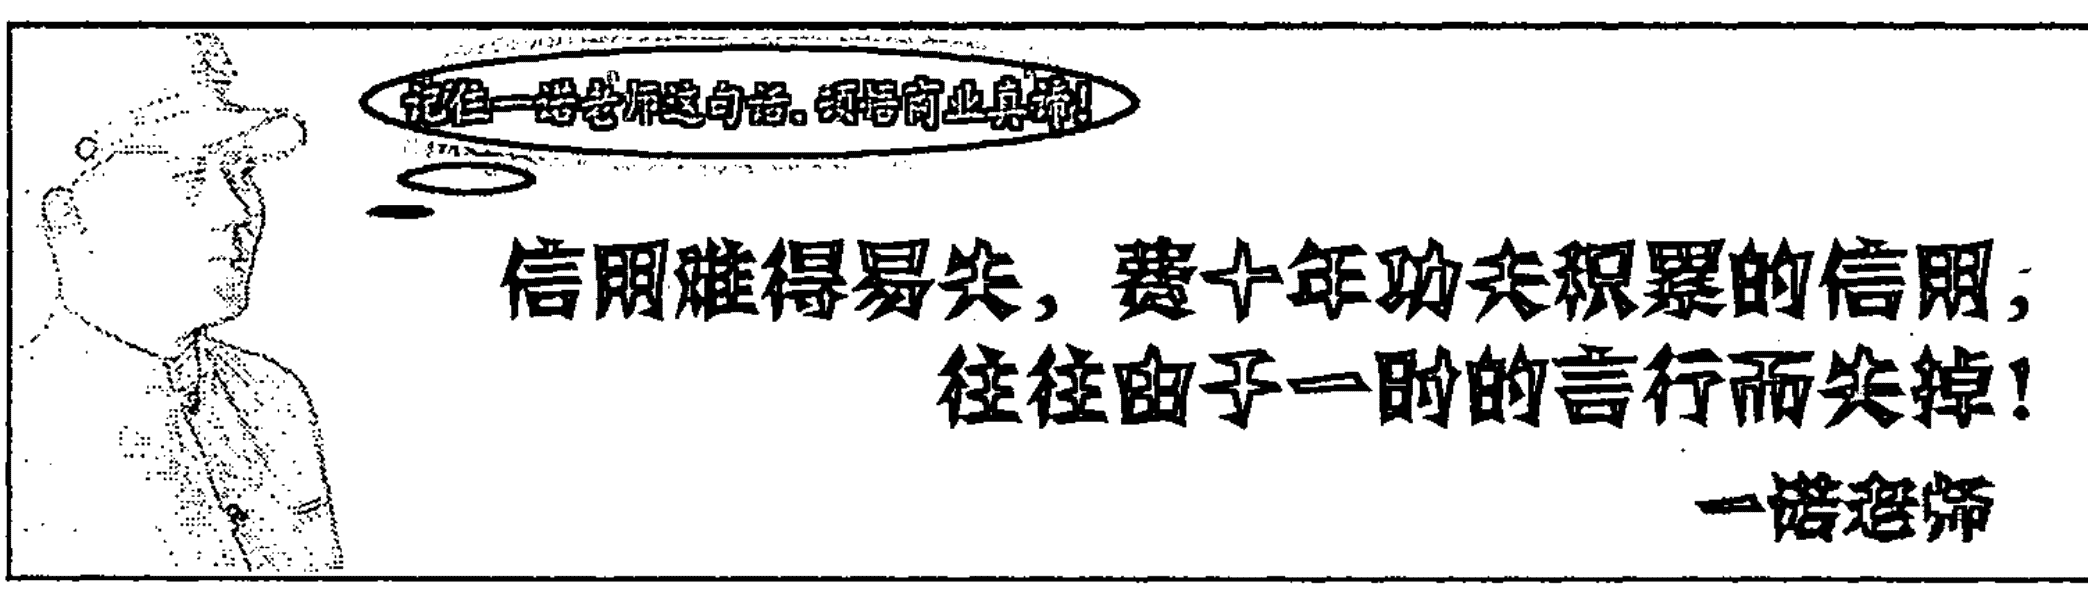 记住一诺老师这句话.领悟商业真谛!
信用难得易失，费十年功夫积累的信用，
往往由于一时的言行而失掉！
一诺老师